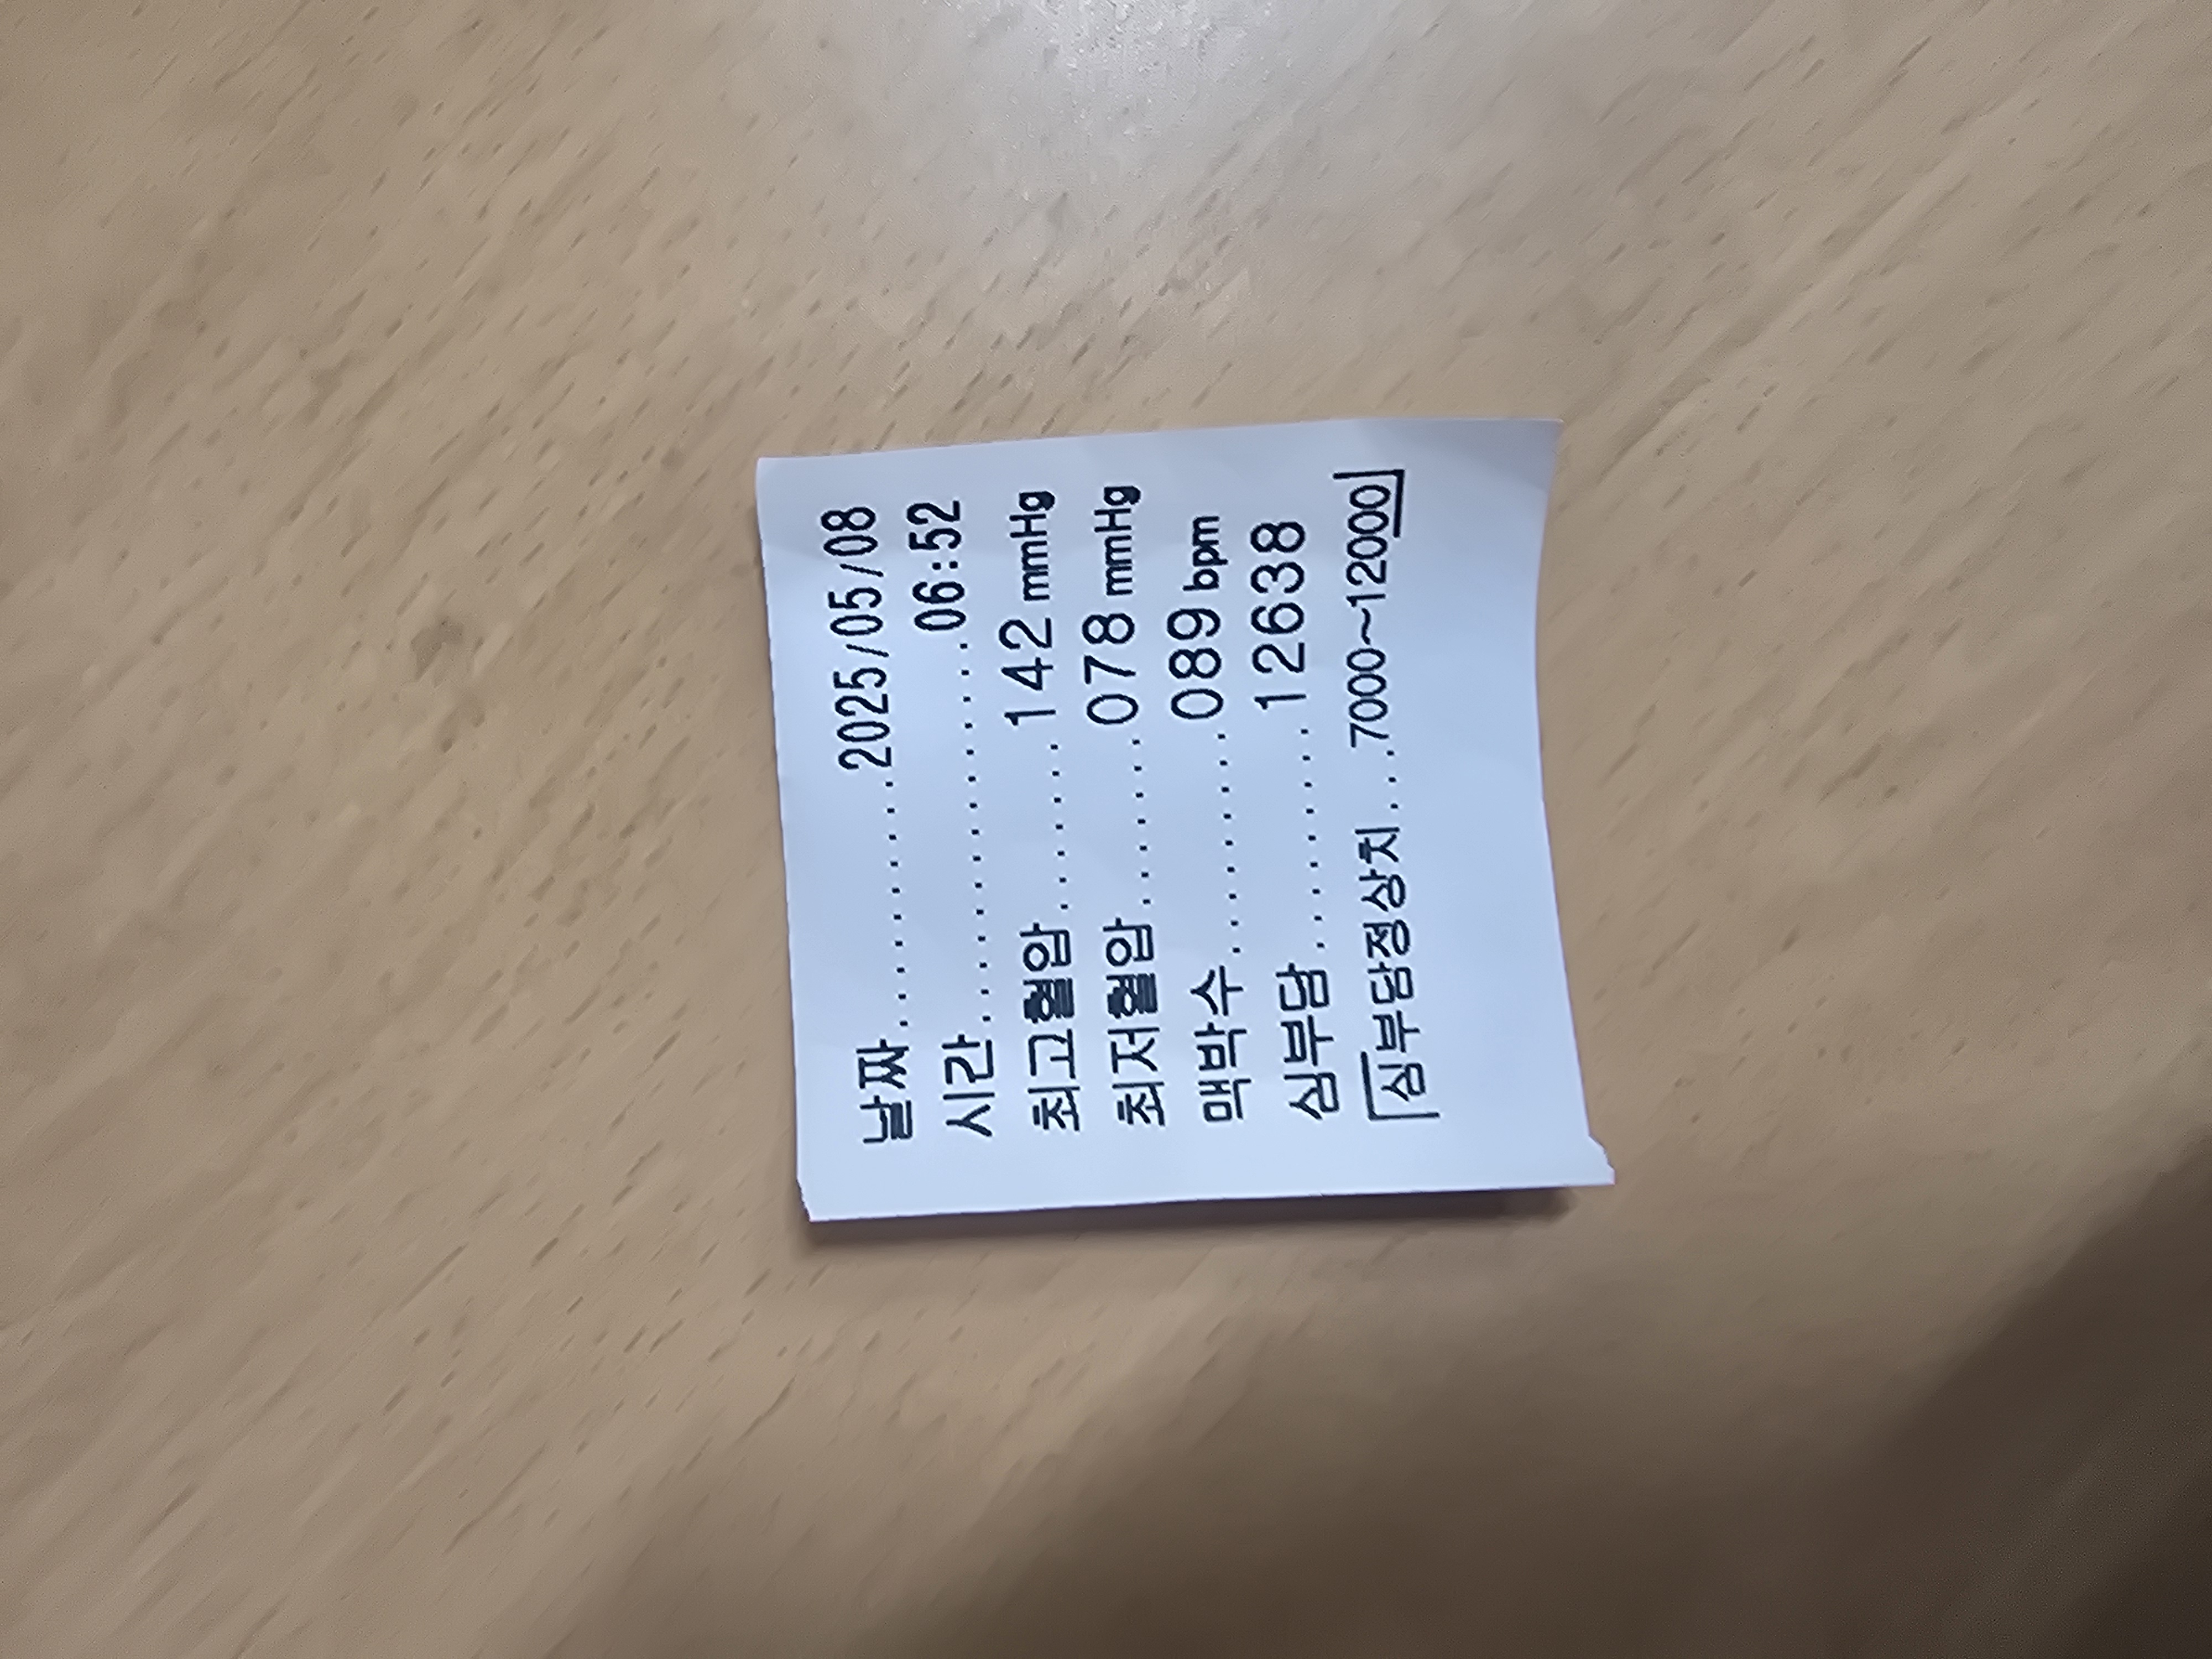 날짜..........2025/05/08
시간...............06:52
최고혈압.......142 mmHg
최저혈압.......078 mmHg
맥박수.........089 bpm
심부담........12638
[심부담정상치...7000~12000]